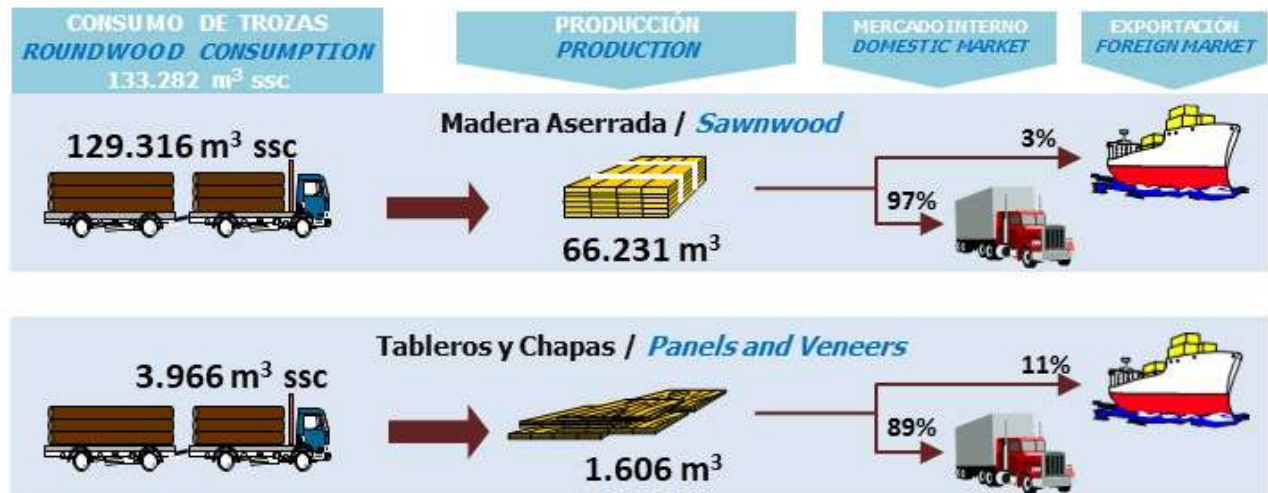 CONSUMO DE TROZAS
ROUNDWOOD CONSUMPTION
133.282 m³ ssc
PRODUCCIÓN
PRODUCTION
MERCADO INTERNO
DOMESTIC MARKET
EXPORTACIÓN
FOREIGN MARKET
Madera Aserrada / Sawnwood
129.316 m³ ssc
3%
97%
66.231 m³
Tableros y Chapas / Panels and Veneers
3.966 m³ ssc
11%
89%
1.606 m³